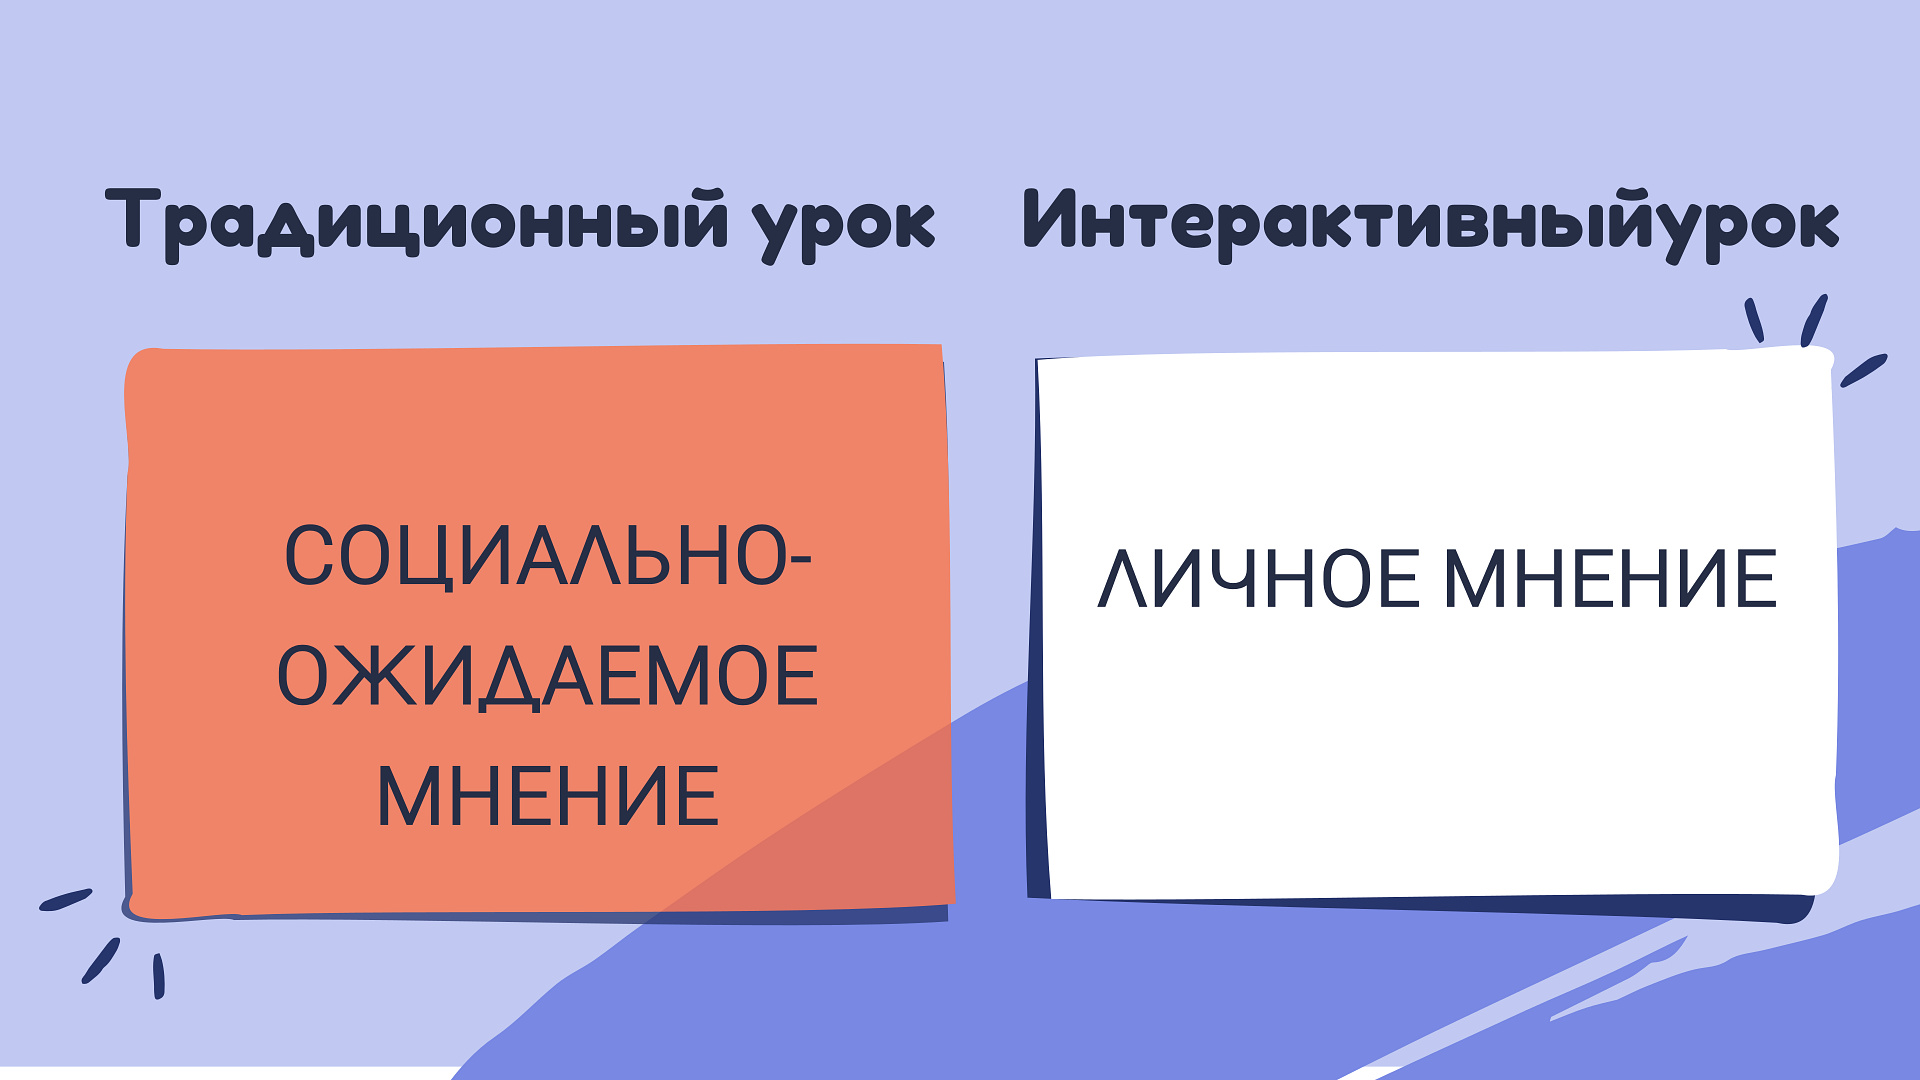 Традиционный урок
Интерактивныйурок
СОЦИАЛЬНО-
ОЖИДАЕМОЕ
МНЕНИЕ
ЛИЧНОЕ МНЕНИЕ